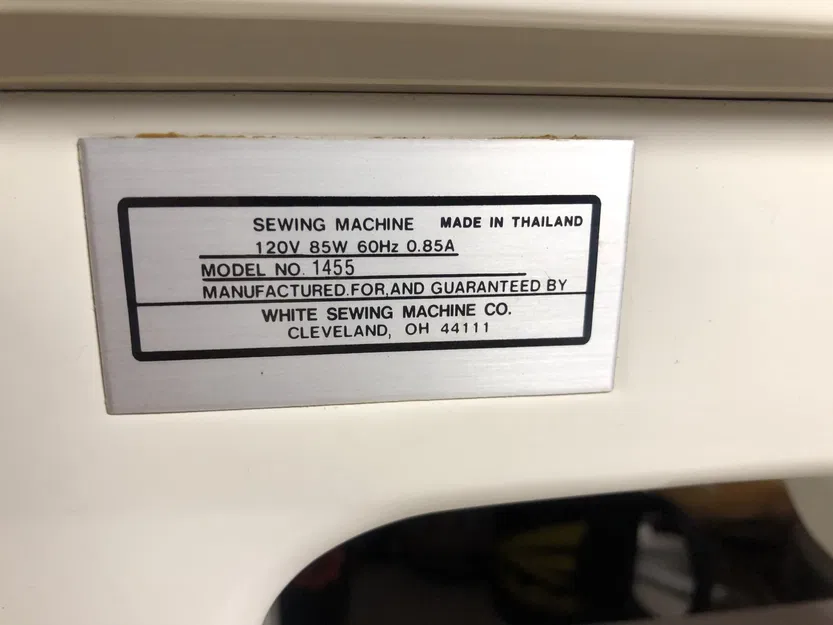 SEWING MACHINE MADE IN THAILAND
120V 85W 60Hz 0.85A
MODEL NO. 1455
MANUFACTURED.FOR,AND GUARANTEED BY
WHITE SEWING MACHINE CO.
CLEVELAND, OH 44111